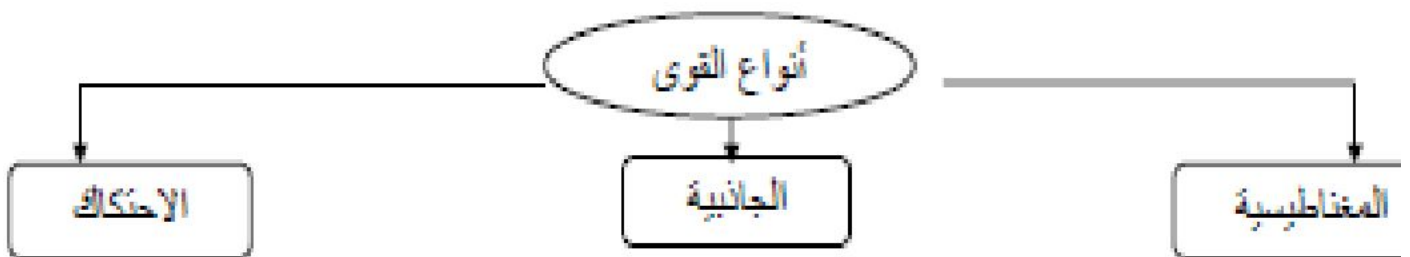 أنواع القوى
المغناطيسية
الجاذبية
الاحتكاك